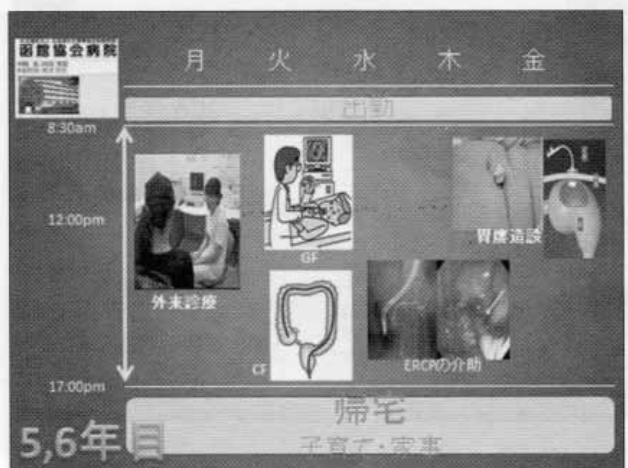 函館協会病院
月 火 水 木 金
出勤
8:30am
12:00pm
GF
胃瘻造設
外来診療
CF
ERCPの介助
17:00pm
帰宅
子育て・家事
5,6年目